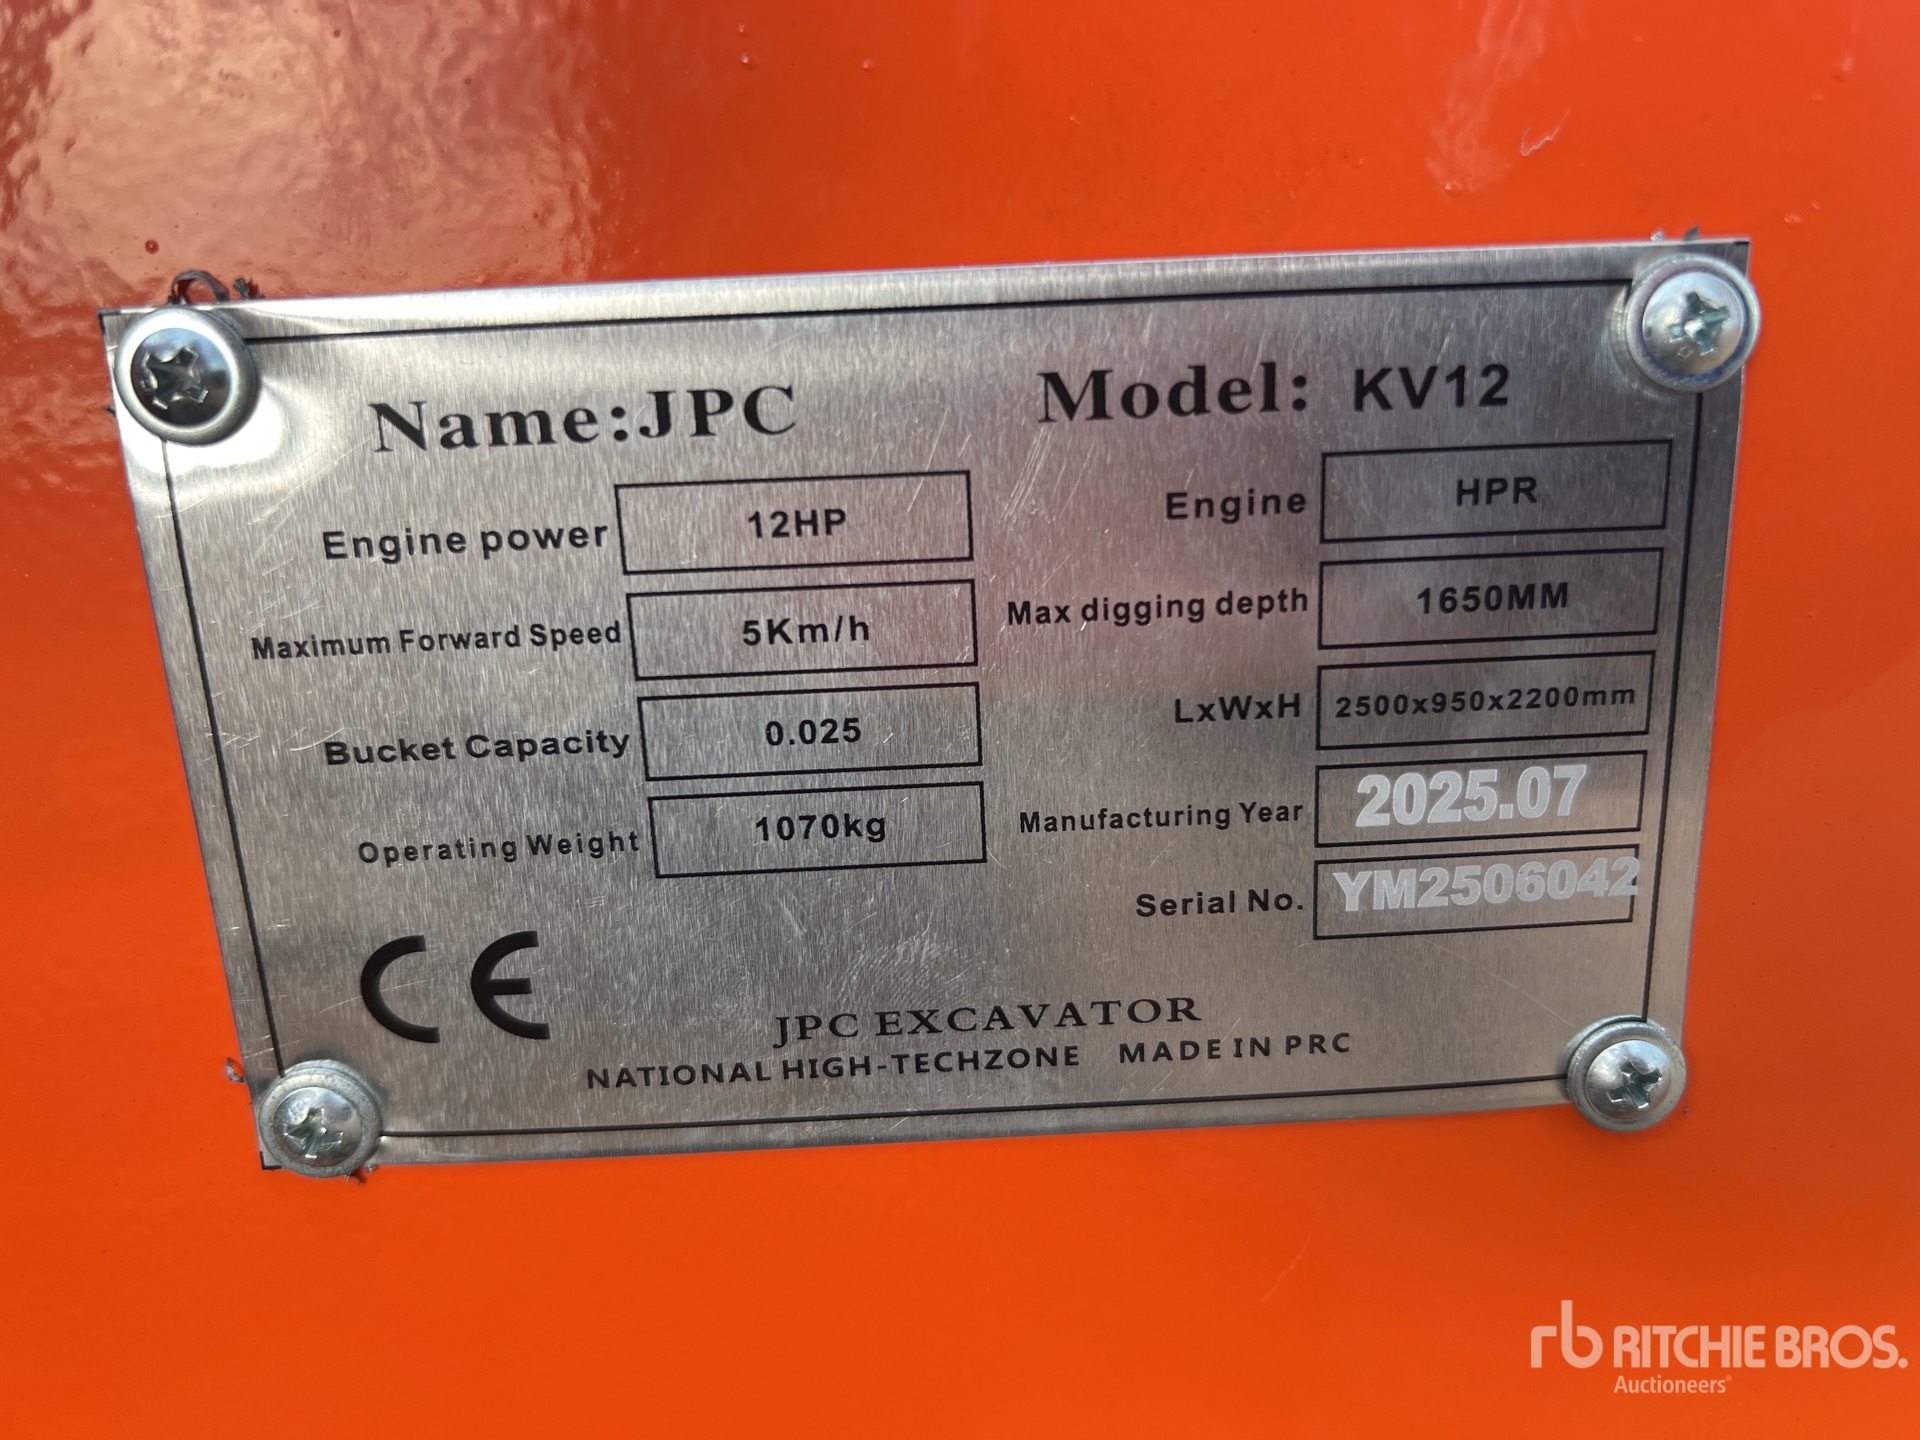 Name:JPC
Model: KV12
Engine power 12HP
Engine HPR
Maximum Forward Speed 5Km/h
Max digging depth 1650MM
Bucket Capacity 0.025
LxWxH 2500x950x2200mm
Operating Weight 1070kg
Manufacturing Year 2025.07
Serial No. YM2506042
CE
JPC EXCAVATOR
NATIONAL HIGH-TECHZONE MADE IN PRC
rb RITCHIE BROS.
Auctioneers